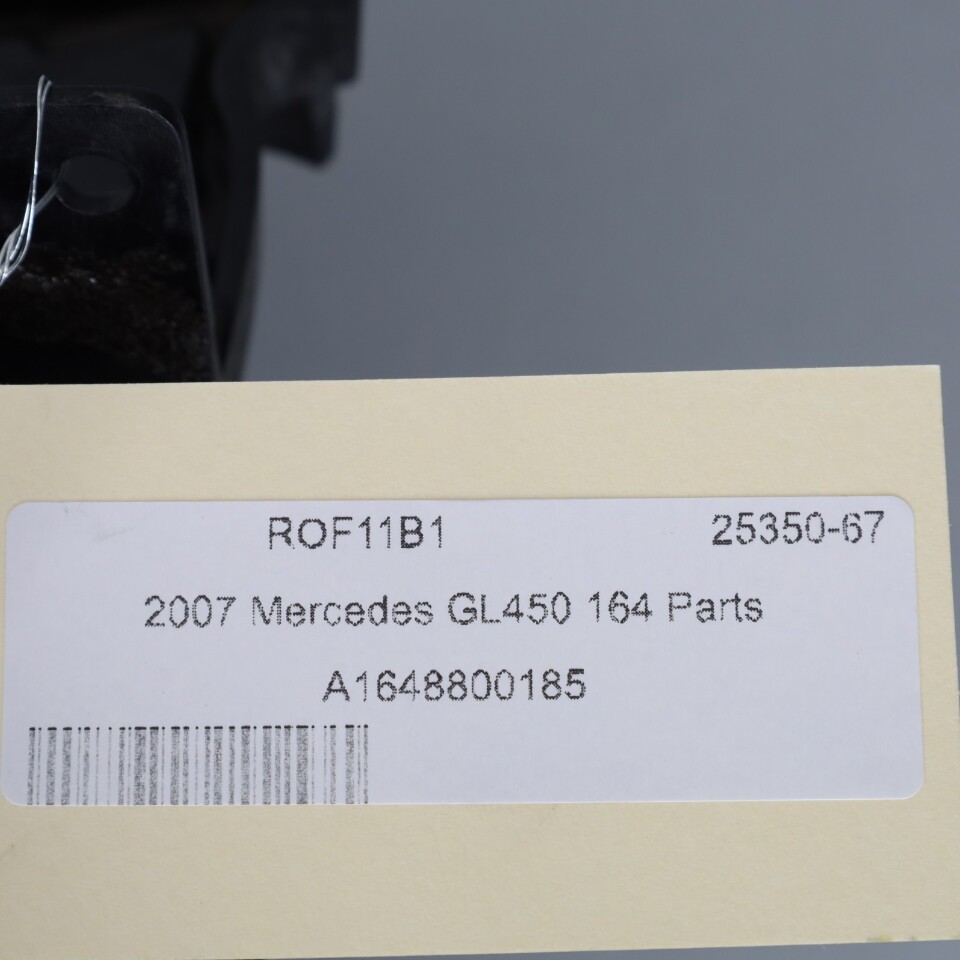 ROF11B1 25350-67
2007 Mercedes GL450 164 Parts
A1648800185